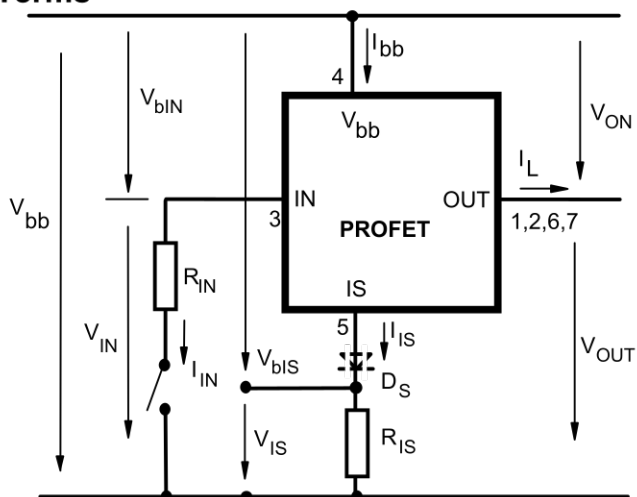 I_bb
4
V_bIN
V_bb
V_ON
I_L
IN
OUT
V_bb
3
PROFET
1,2,6,7
R_IN
IS
5
I_IS
V_IN
I_IN
V_bIS
V_OUT
D_S
V_IS
R_IS